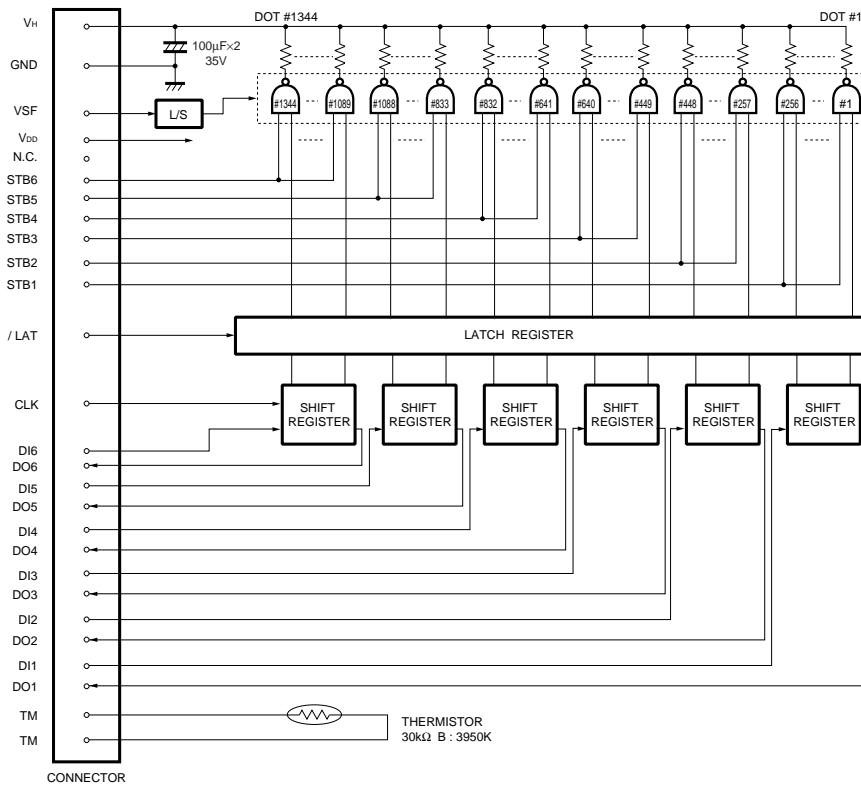 VH
DOT #1344
DOT #1
100μF×2
35V
GND
#1344
#1089
#1088
#833
#832
#641
#640
#449
#448
#257
#256
#1
VSF
L/S
VDD
N.C.
STB6
STB5
STB4
STB3
STB2
STB1
/ LAT
LATCH REGISTER
CLK
SHIFT
REGISTER
SHIFT
REGISTER
SHIFT
REGISTER
SHIFT
REGISTER
SHIFT
REGISTER
SHIFT
REGISTER
DI6
DO6
DI5
DO5
DI4
DO4
DI3
DO3
DI2
DO2
DI1
DO1
TM
TM
THERMISTOR
30kΩ B : 3950K
CONNECTOR